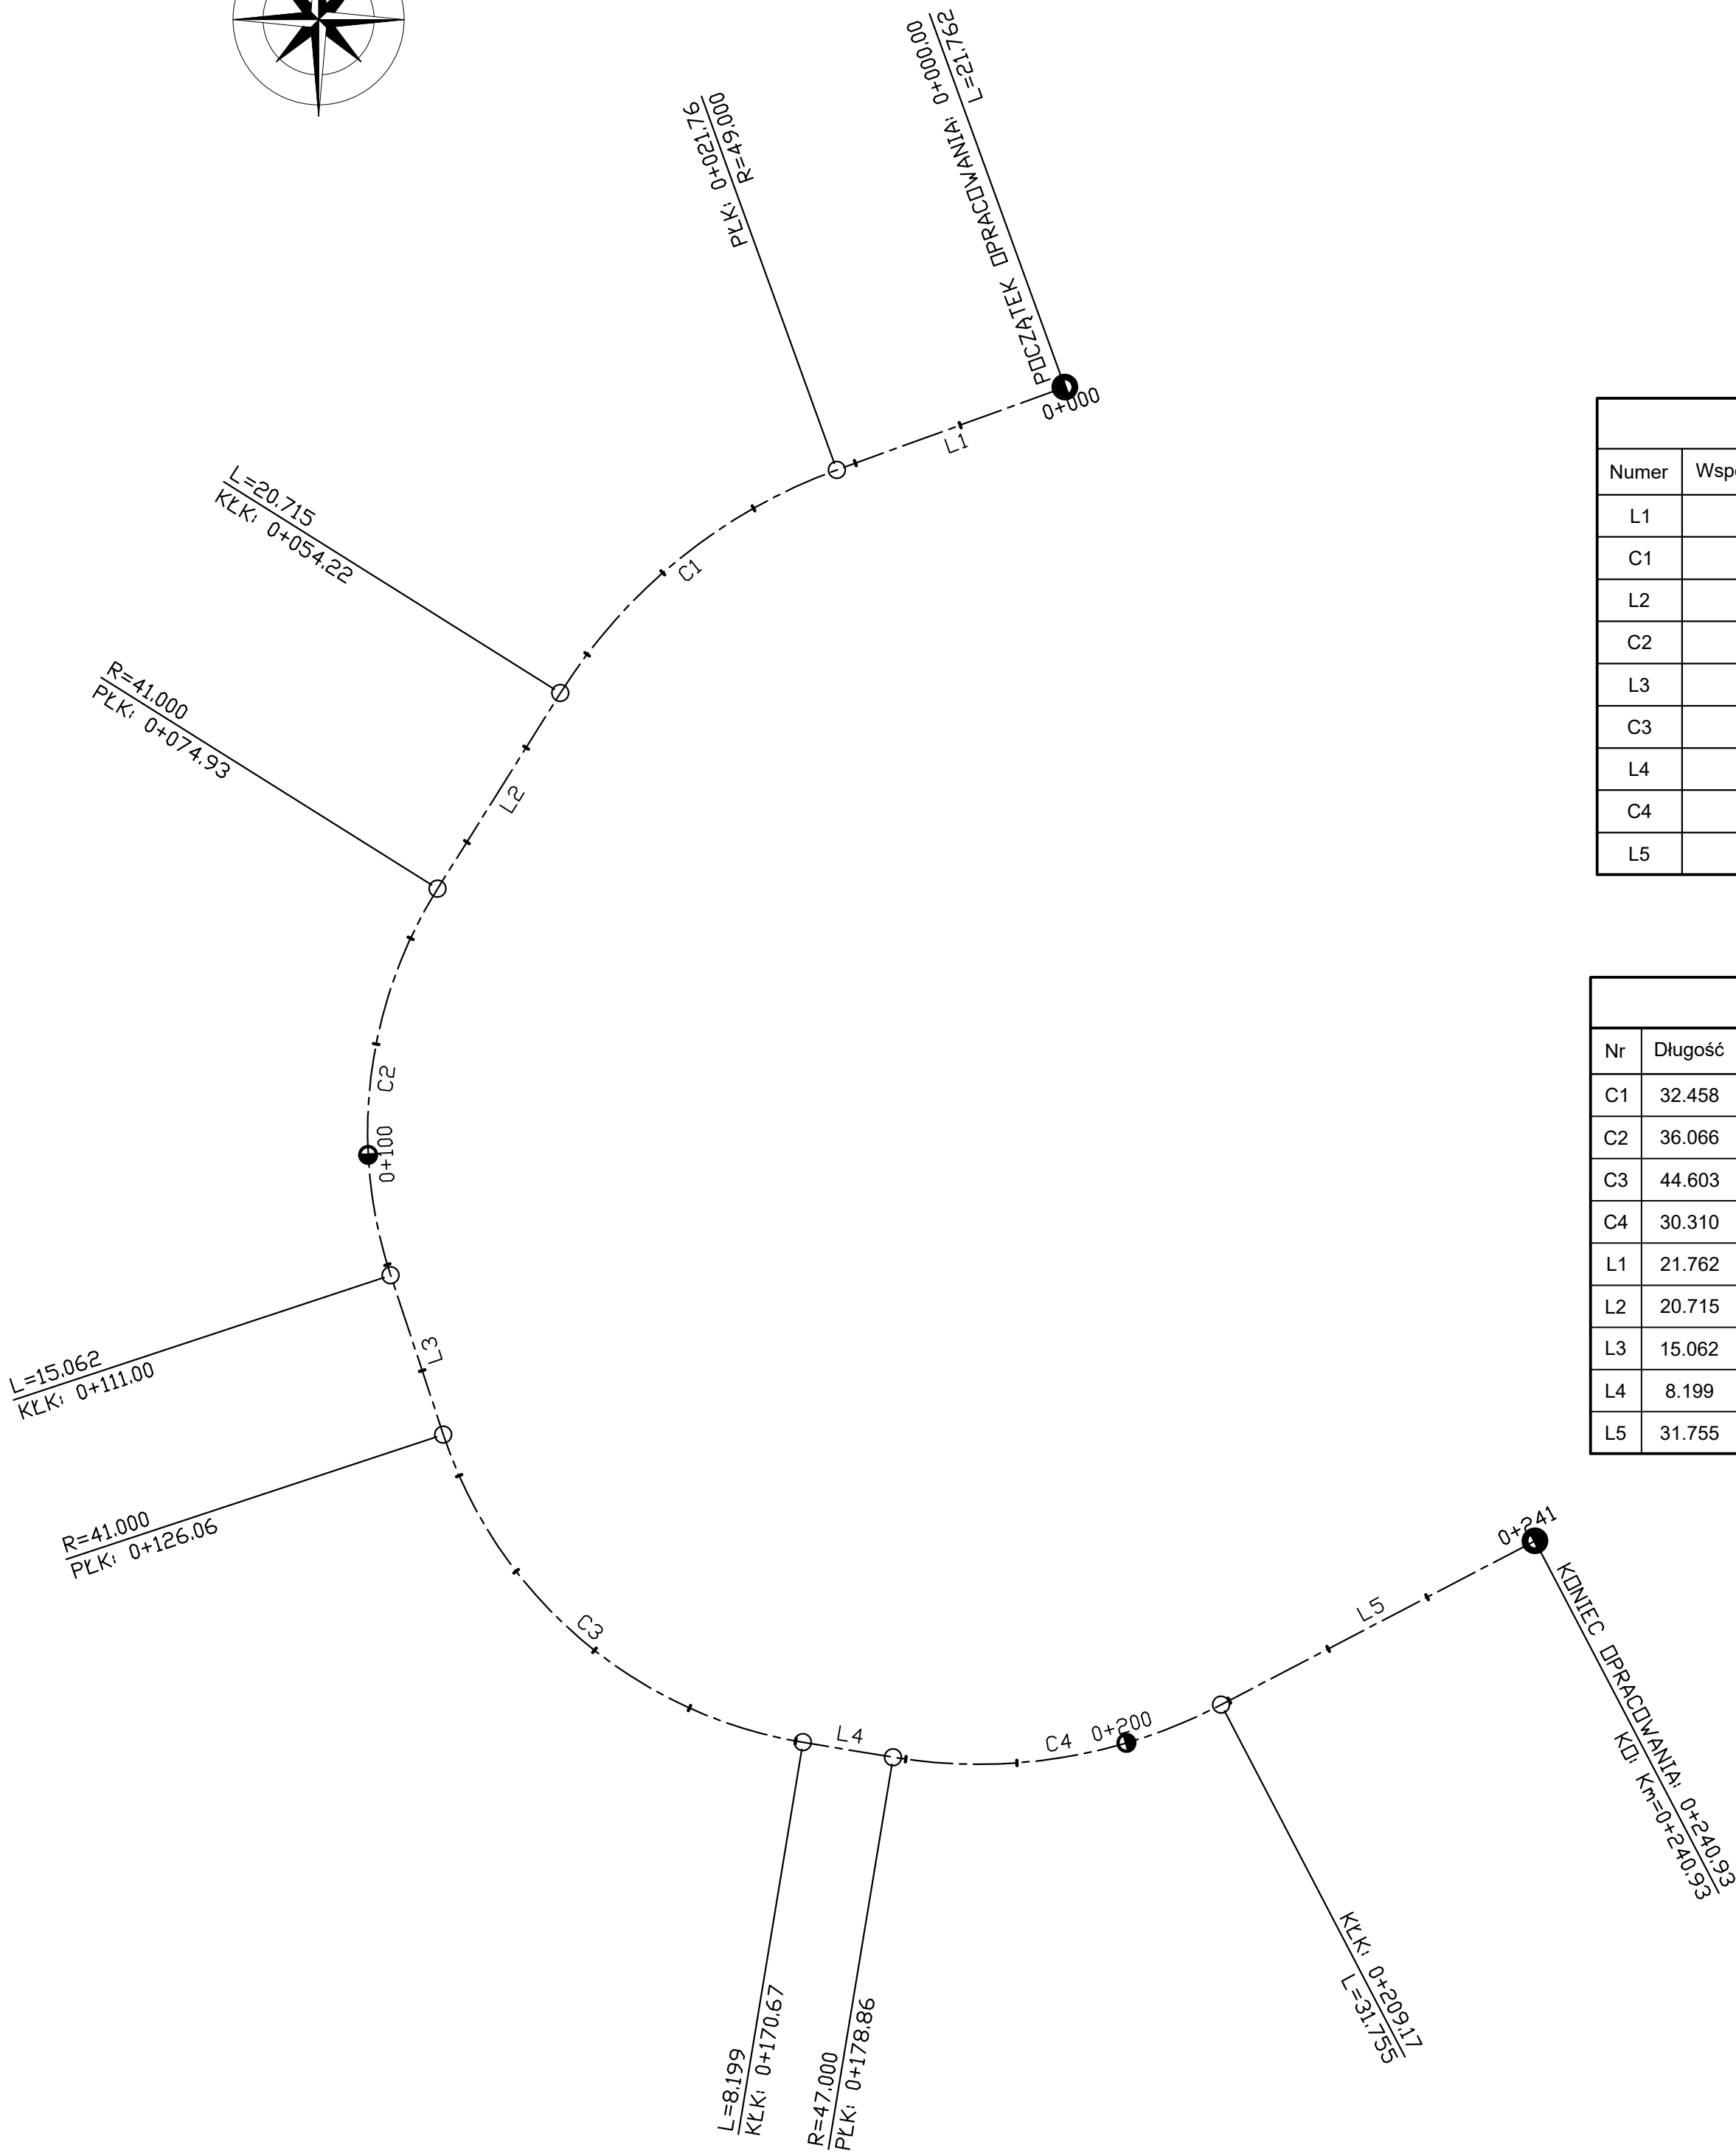 L=21.762
POCZĄTEK OPRACOWANIA: 0+000.00
0+000
L1
R=49.000
PŁK: 0+021.76
C1
L=20.715
KŁK: 0+054.22
L2
R=41.000
PŁK: 0+074.93
C2
0+100
L=15.062
KŁK: 0+111.00
L3
R=41.000
PŁK: 0+126.06
C3
L=8.199
KŁK: 0+170.67
L4
R=47.000
PŁK: 0+178.86
C4
0+200
KŁK: 0+209.17
L=31.755
L5
0+241
KONIEC OPRACOWANIA: 0+240.93
KO: Km=0+240.93
Numer
L1
C1
L2
C2
L3
C3
L4
C4
L5
Nr Długość
C1 32.458
C2 36.066
C3 44.603
C4 30.310
L1 21.762
L2 20.715
L3 15.062
L4 8.199
L5 31.755